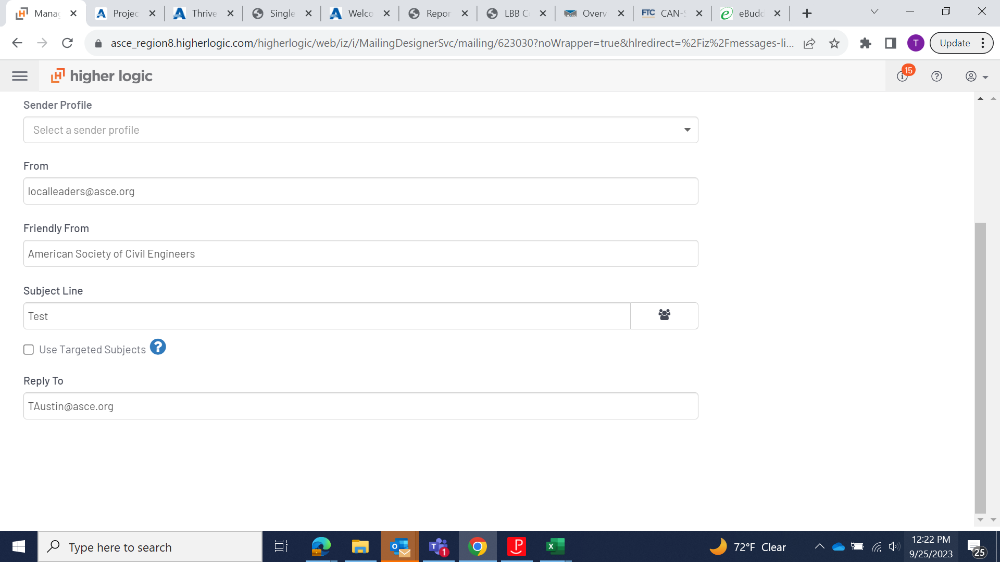 Manag
Projec
Thrive
Single
Welco
Repor
LBB Co
Overvi
FTC CAN-S
eBudd
asce_region8.higherlogic.com/higherlogic/web/iz/i/MailingDesignerSvc/mailing/623030?noWrapper=true&hlredirect=%2Fiz%2Fmessages-li...
T
Update
higher logic
15
Sender Profile
Select a sender profile
From
localleaders@asce.org
Friendly From
American Society of Civil Engineers
Subject Line
Test
Use Targeted Subjects
Reply To
TAustin@asce.org
Type here to search
1
72°F Clear
12:22 PM
9/25/2023
25